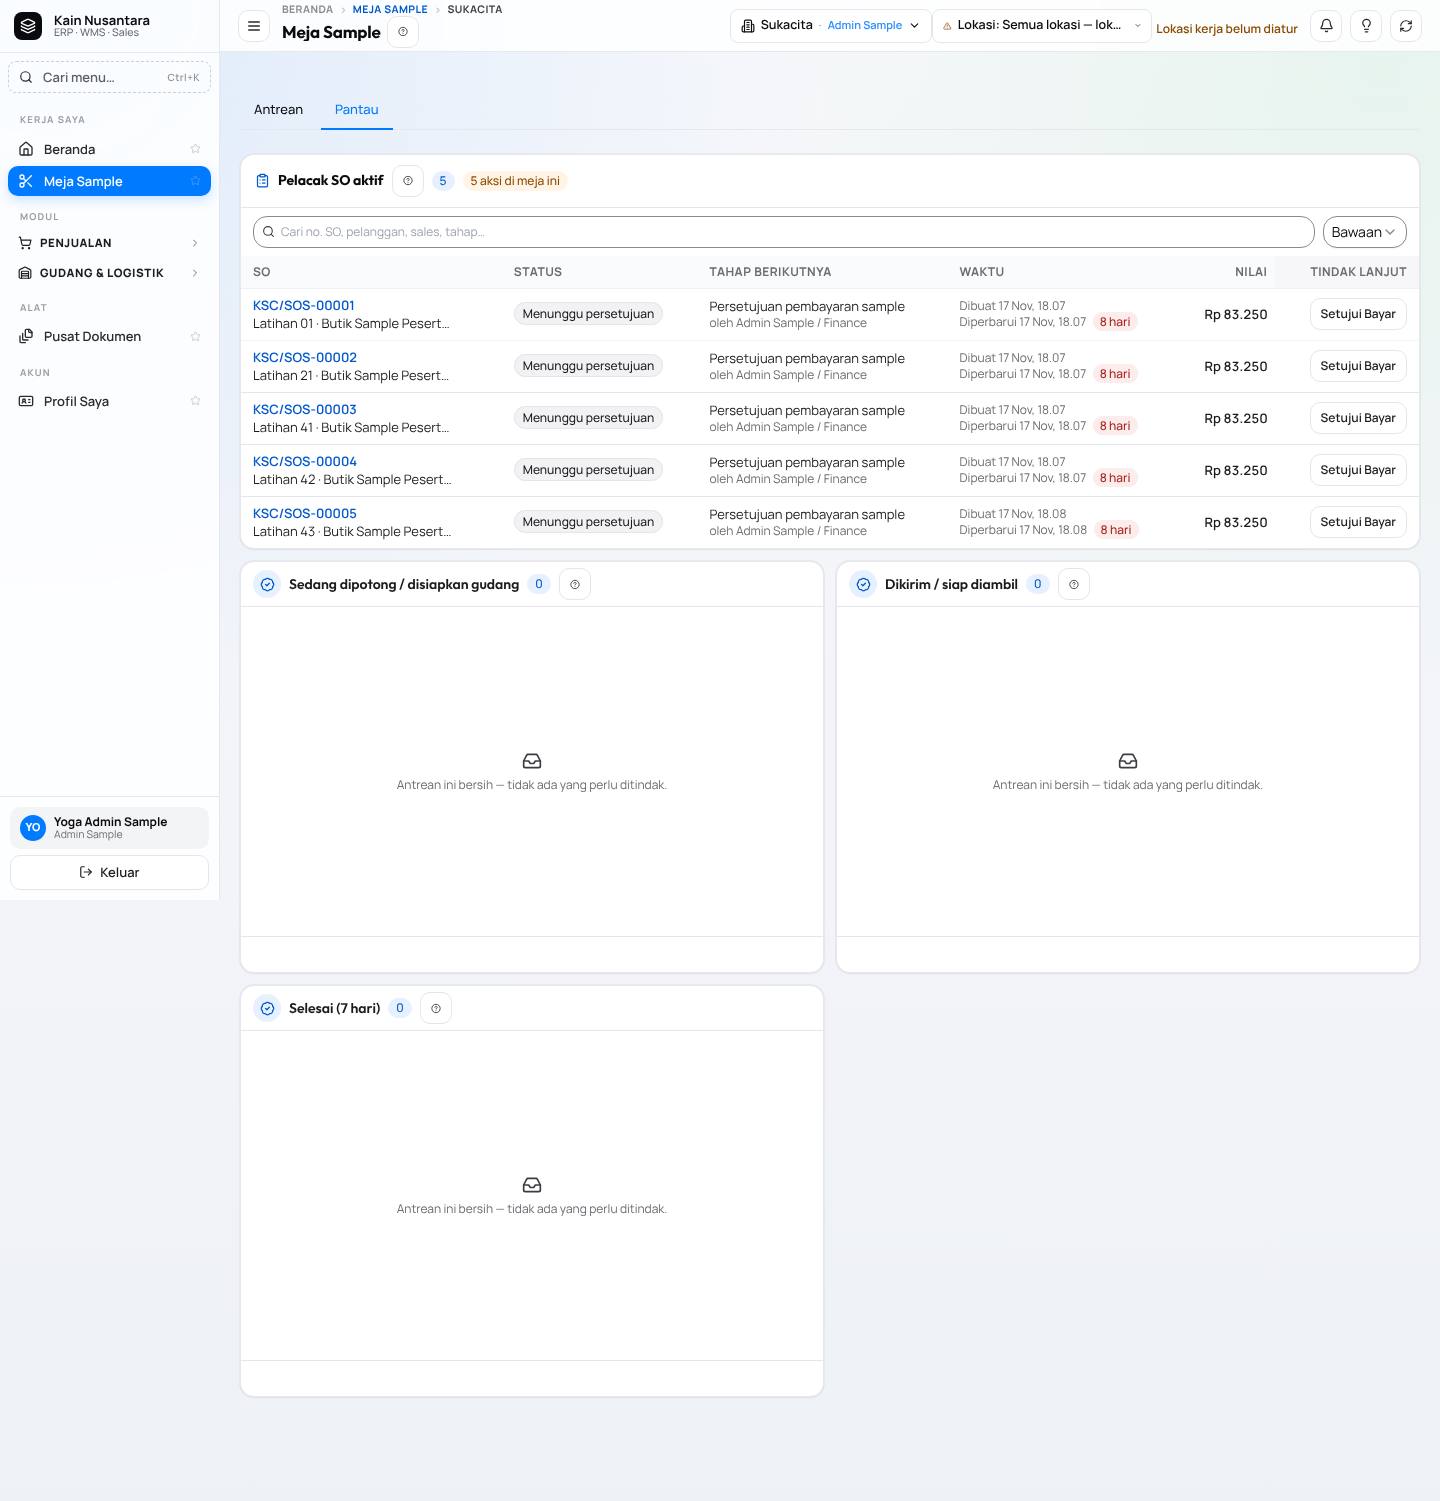 Kain Nusantara
ERP · WMS · Sales
Cari menu...
Ctrl+K
KERJA SAYA
Beranda
Meja Sample
MODUL
PENJUALAN
GUDANG & LOGISTIK
ALAT
Pusat Dokumen
AKUN
Profil Saya
YO
Yoga Admin Sample
Admin Sample
Keluar
BERANDA > MEJA SAMPLE > SUKACITA
Meja Sample
Sukacita · Admin Sample
Lokasi: Semua lokasi — lok...
Lokasi kerja belum diatur
Antrean Pantau
Pelacak SO aktif 5 5 aksi di meja ini
Cari no. SO, pelanggan, sales, tahap...
Bawaan
SO STATUS TAHAP BERIKUTNYA WAKTU NILAI TINDAK LANJUT
KSC/SOS-00001
Latihan 01 · Butik Sample Pesert...
Menunggu persetujuan
Persetujuan pembayaran sample
oleh Admin Sample / Finance
Dibuat 17 Nov, 18.07
Diperbarui 17 Nov, 18.07 8 hari
Rp 83.250
Setujui Bayar
KSC/SOS-00002
Latihan 21 · Butik Sample Pesert...
Menunggu persetujuan
Persetujuan pembayaran sample
oleh Admin Sample / Finance
Dibuat 17 Nov, 18.07
Diperbarui 17 Nov, 18.07 8 hari
Rp 83.250
Setujui Bayar
KSC/SOS-00003
Latihan 41 · Butik Sample Pesert...
Menunggu persetujuan
Persetujuan pembayaran sample
oleh Admin Sample / Finance
Dibuat 17 Nov, 18.07
Diperbarui 17 Nov, 18.07 8 hari
Rp 83.250
Setujui Bayar
KSC/SOS-00004
Latihan 42 · Butik Sample Pesert...
Menunggu persetujuan
Persetujuan pembayaran sample
oleh Admin Sample / Finance
Dibuat 17 Nov, 18.07
Diperbarui 17 Nov, 18.07 8 hari
Rp 83.250
Setujui Bayar
KSC/SOS-00005
Latihan 43 · Butik Sample Pesert...
Menunggu persetujuan
Persetujuan pembayaran sample
oleh Admin Sample / Finance
Dibuat 17 Nov, 18.08
Diperbarui 17 Nov, 18.08 8 hari
Rp 83.250
Setujui Bayar
Sedang dipotong / disiapkan gudang 0
Antrean ini bersih — tidak ada yang perlu ditindak.
Dikirim / siap diambil 0
Antrean ini bersih — tidak ada yang perlu ditindak.
Selesai (7 hari) 0
Antrean ini bersih — tidak ada yang perlu ditindak.